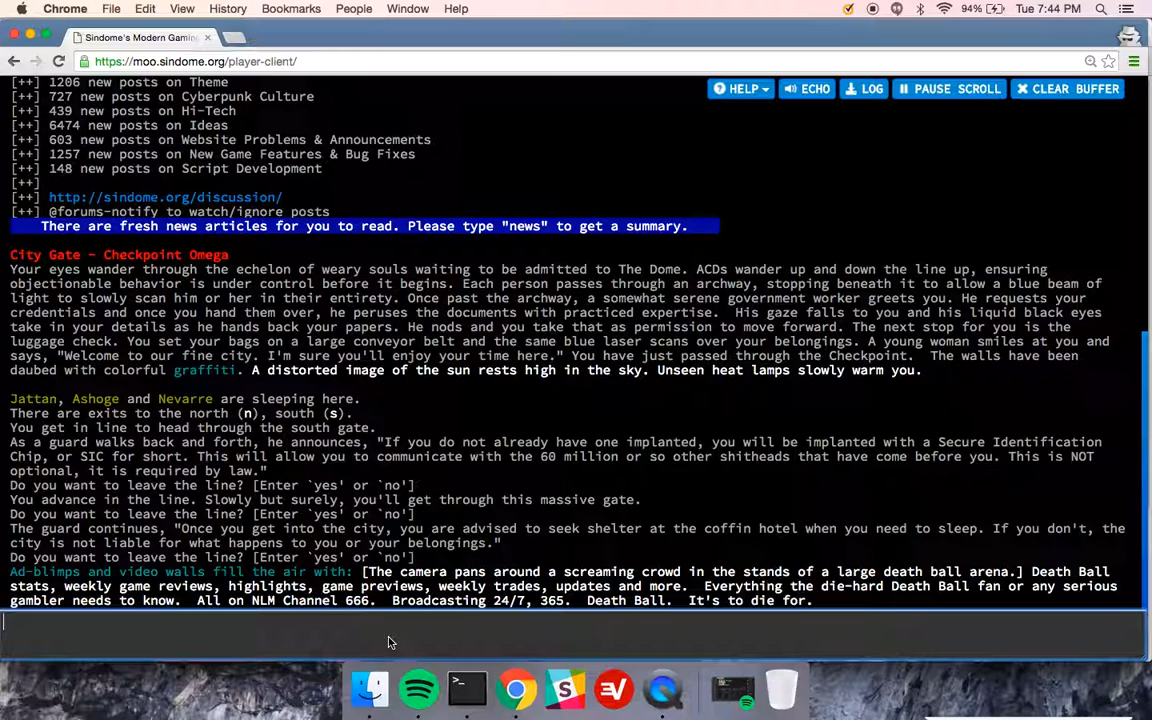 Chrome File Edit View History Bookmarks People Window Help 94% Tue 7:44 PM
Sindome's Modern Gaming
https://moo.sindome.org/player-client/
HELP ECHO LOG PAUSE SCROLL CLEAR BUFFER
[++] 1206 new posts on Theme
[++] 727 new posts on Cyberpunk Culture
[++] 439 new posts on Hi-Tech
[++] 6474 new posts on Ideas
[++] 603 new posts on Website Problems & Announcements
[++] 1257 new posts on New Game Features & Bug Fixes
[++] 148 new posts on Script Development
[++]
[++] http://sindome.org/discussion/
[++] @forums-notify to watch/ignore posts
There are fresh news articles for you to read. Please type "news" to get a summary.
City Gate - Checkpoint Omega
Your eyes wander through the echelon of weary souls waiting to be admitted to The Dome. ACDs wander up and down the line up, ensuring
objectionable behavior is under control before it begins. Each person passes through an archway, stopping beneath it to allow a blue beam of
light to slowly scan him or her in their entirety. Once past the archway, a somewhat serene government worker greets you. He requests your
credentials and once you hand them over, he peruses the documents with practiced expertise. His gaze falls to you and his liquid black eyes
take in your details as he hands back your papers. He nods and you take that as permission to move forward. The next stop for you is the
luggage check. You set your bags on a large conveyor belt and the same blue laser scans over your belongings. A young woman smiles at you and
says, "Welcome to our fine city. I'm sure you'll enjoy your time here." You have just passed through the Checkpoint. The walls have been
daubed with colorful graffiti. A distorted image of the sun rests high in the sky. Unseen heat lamps slowly warm you.
Jattan, Ashoge and Nevarre are sleeping here.
There are exits to the north (n), south (s).
You get in line to head through the south gate.
As a guard walks back and forth, he announces, "If you do not already have one implanted, you will be implanted with a Secure Identification
Chip, or SIC for short. This will allow you to communicate with the 60 million or so other shitheads that have come before you. This is NOT
optional, it is required by law."
Do you want to leave the line? [Enter `yes' or `no']
You advance in the line. Slowly but surely, you'll get through this massive gate.
Do you want to leave the line? [Enter `yes' or `no']
The guard continues, "Once you get into the city, you are advised to seek shelter at the coffin hotel when you need to sleep. If you don't, the
city is not liable for what happens to you or your belongings."
Do you want to leave the line? [Enter `yes' or `no']
Ad-blimps and video walls fill the air with: [The camera pans around a screaming crowd in the stands of a large death ball arena.] Death Ball
stats, weekly game reviews, highlights, game previews, weekly trades, updates and more. Everything the die-hard Death Ball fan or any serious
gambler needs to know. All on NLM Channel 666. Broadcasting 24/7, 365. Death Ball. It's to die for.